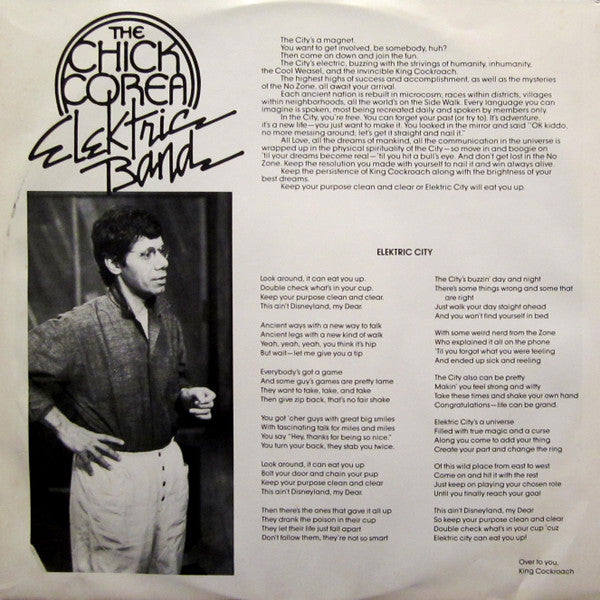 THE
CHICK
COREA
Elektric
Band
The City's a magnet.
You want to get involved, be somebody, huh?
Then come on down and join the fun.
The City's electric, buzzing with the strivings of humanity, inhumanity,
the Cool Weasel, and the invincible King Cockroach.
The highest highs of success and accomplishment, as well as the mysteries
of the No Zone, all await your arrival.
Each ancient nation is rebuilt in microcosm; races within districts, villages
within neighborhoods, all the world's on the Side Walk. Every language you can
imagine is spoken, most being recreated daily and spoken by members only.
In the City, you're free. You can forget your past (or try to). It's adventure,
it's a new life—you just want to make it. You looked in the mirror and said "OK kiddo,
no more messing around; let's get it straight and nail it."
All Love, all the dreams of mankind, all the communication in the universe is
wrapped up in the physical spirituality of the City—so move in and boogie on
'til your dreams become real—'til you hit a bull's eye. And don't get lost in the No
Zone. Keep the resolution you made with yourself to nail it and win always alive.
Keep the persistence of King Cockroach along with the brightness of your
best dreams.
Keep your purpose clean and clear or Elektric City will eat you up.
ELEKTRIC CITY
Look around, it can eat you up.
Double check what's in your cup.
Keep your purpose clean and clear.
This ain't Disneyland, my Dear.
Ancient ways with a new way to talk
Ancient legs with a new kind of walk
Yeah, yeah, yeah, you think it's hip
But wait—let me give you a tip
Everybody's got a game
And some guy's games are pretty lame
They want to take, take, and take
Then give zip back, that's no fair shake
You got 'cher guys with great big smiles
With fascinating talk for miles and miles
You say "Hey, thanks for being so nice."
You turn your back, they stab you twice.
Look around, it can eat you up
Bolt your door and chain your pup
Keep your purpose clean and clear
This ain't Disneyland, my Dear.
Then there's the ones that gave it all up
They drank the poison in their cup
They let their life just fall apart
Don't follow them, they're not so smart
The City's buzzin' day and night
There's some things wrong and some that
are right
Just walk your day staight ahead
And you won't find yourself in bed
With some weird nerd from the Zone
Who explained it all on the phone
'Til you forgot what you were feeling
And ended up sick and reeling
The City also can be pretty
Makin' you feel strong and witty
Take these times and shake your own hand
Congratulations—life can be grand.
Elektric City's a universe
Filled with true magic and a curse
Along you come to add your thing
Create your part and change the ring
Of this wild place from east to west
Come on and hit it with the rest
Just keep on playing your chosen role
Until you finally reach your goal
This ain't Disneyland, my Dear
So keep your purpose clean and clear
Double check what's in your cup 'cuz
Elektric city can eat you up!
Over to you,
King Cockroach